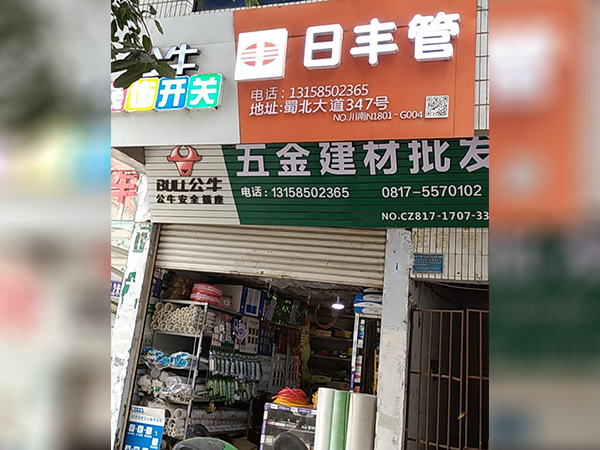 公牛
装饰开关
日丰管
电话：13158502365
地址:蜀北大道347号
NO.川南N1801－G004
五金建材批发
BULL公牛
公牛安全插座
电话：13158502365 0817-5570102
NO.CZ817-1707-33